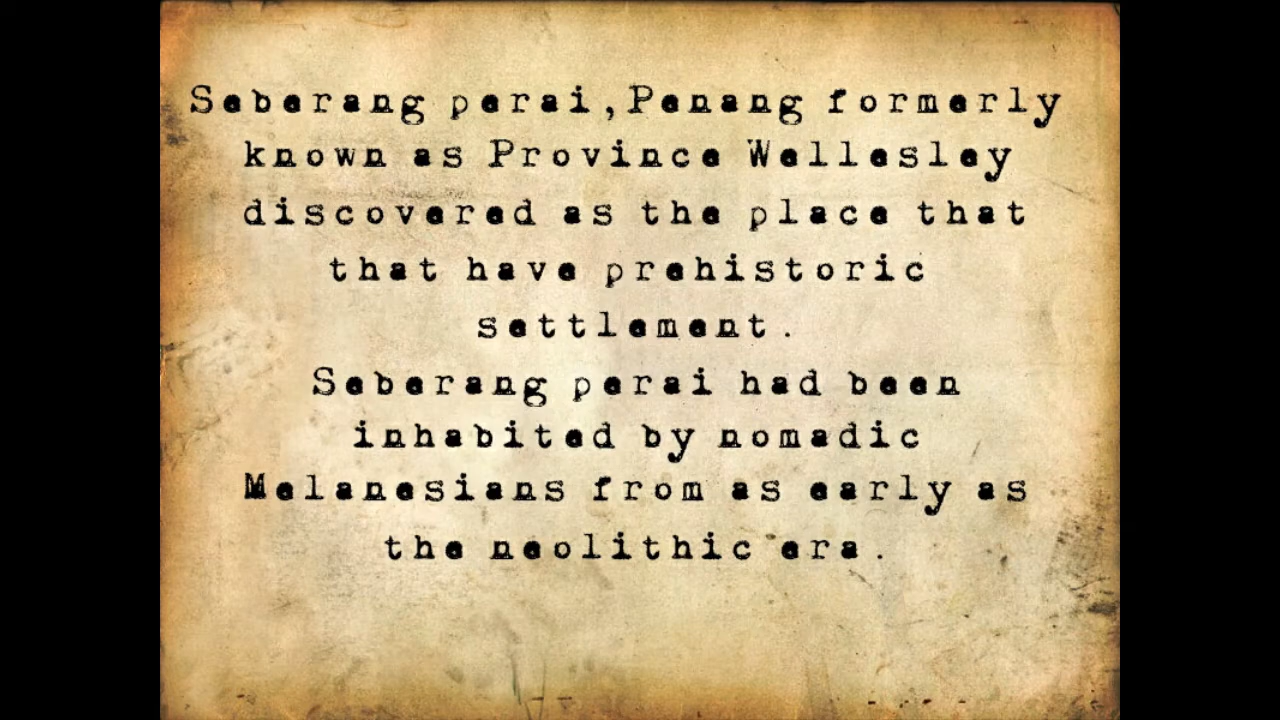 Seberang perai,Penang formerly
known as Province Wellesley
discovered as the place that
that have prehistoric
settlement.
Seberang perai had been
inhabited by nomadic
Melanesians from as early as
the neolithic era.